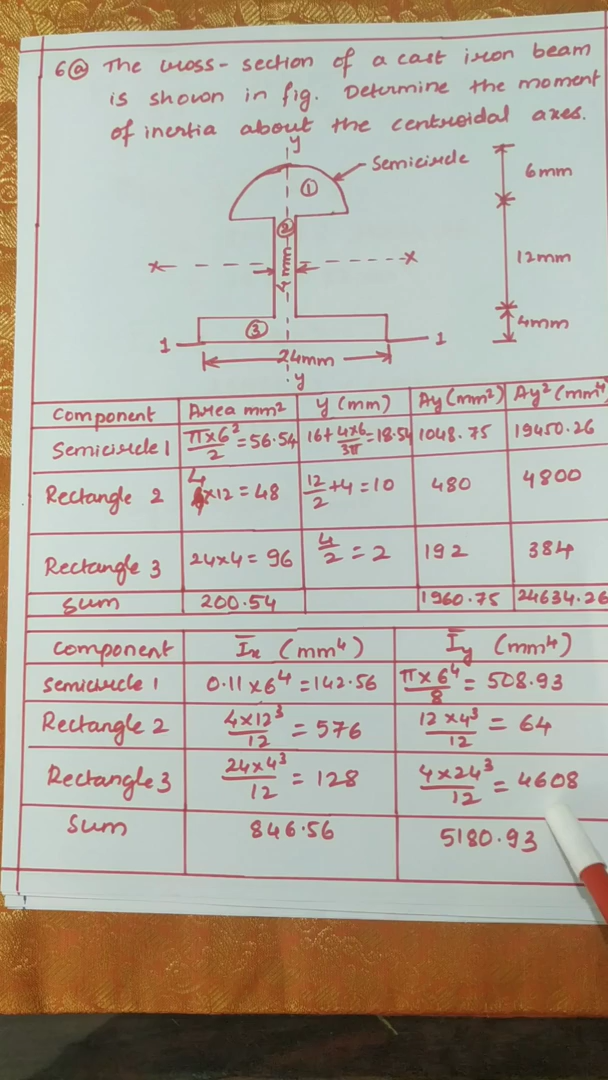 6ⓐ The cross-section of a cast iron beam
is shown in fig. Determine the moment
of inertia about the centroidal axes.
y
Semicircle
①
6mm
②
x
x
4mm
12mm
③
4mm
1
1
24mm
y
Component Area mm² y (mm) Ay (mm²) Ay² (mm⁴)
Semicircle 1 π×6²/2 = 56.54 16+4×6/3π = 18.54 1048.75 19450.26
Rectangle 2 4×12 = 48 12/2+4 = 10 480 4800
Rectangle 3 24×4 = 96 4/2 = 2 192 384
Sum 200.54 1960.75 24634.26
Component I̅x (mm⁴) I̅y (mm⁴)
Semicircle 1 0.11×6⁴ = 142.56 π×6⁴/8 = 508.93
Rectangle 2 4×12³/12 = 576 12×4³/12 = 64
Rectangle 3 24×4³/12 = 128 4×24³/12 = 4608
Sum 846.56 5180.93